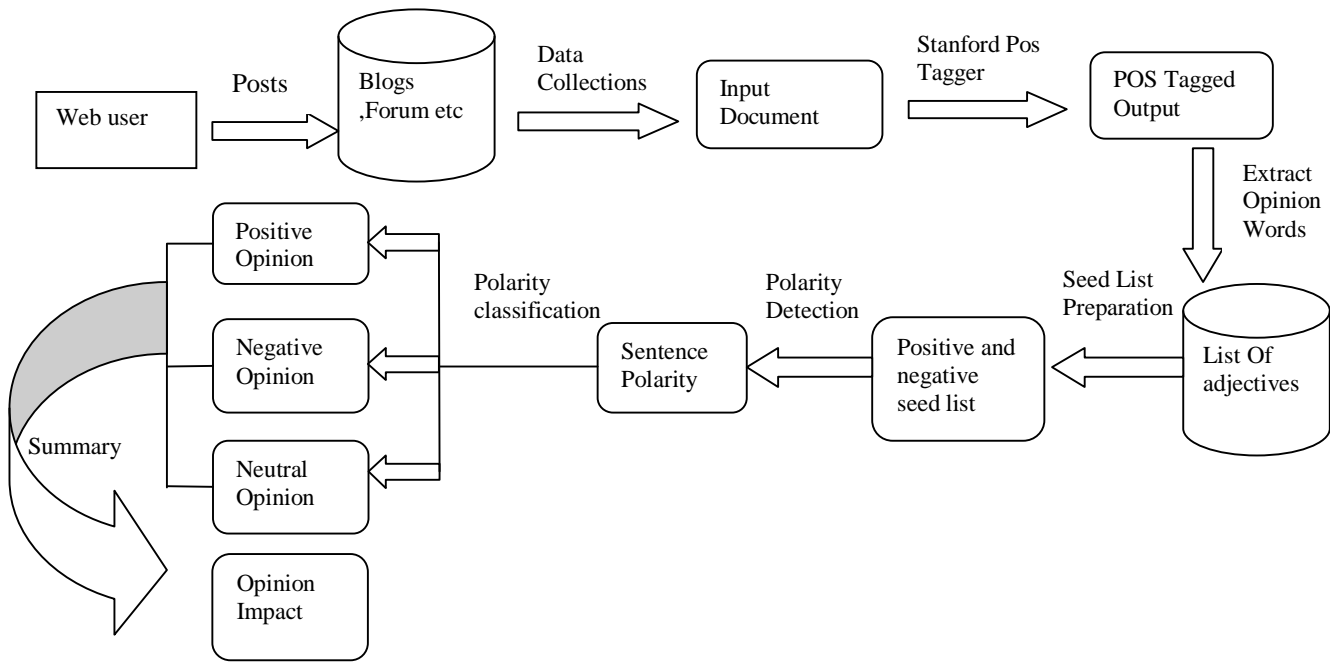 Web user
Posts
Blogs
,Forum etc
Data
Collections
Input
Document
Stanford Pos
Tagger
POS Tagged
Output
Extract
Opinion
Words
List Of
adjectives
Seed List
Preparation
Positive and
negative
seed list
Polarity
Detection
Sentence
Polarity
Polarity
classification
Positive
Opinion
Negative
Opinion
Neutral
Opinion
Summary
Opinion
Impact